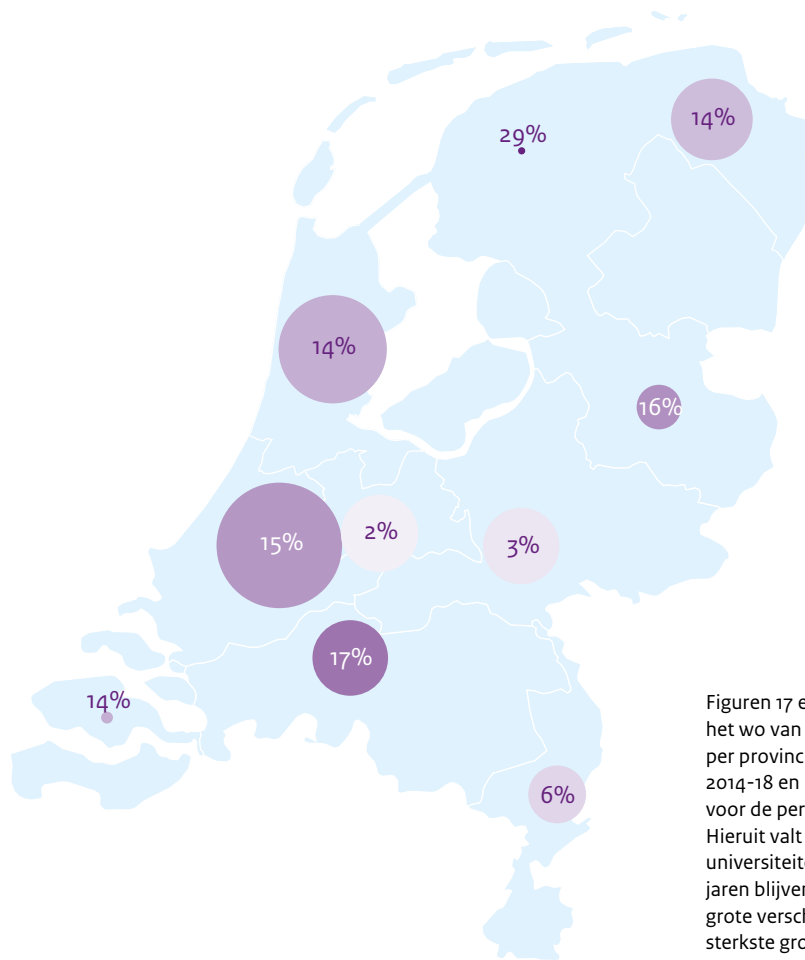 29%
14%
14%
16%
15%
2%
3%
17%
14%
6%
Figuren 17 e
het wo van
per provinc
2014-18 en
voor de per
Hieruit valt
universiteit
jaren blijven
grote versch
sterkste gro